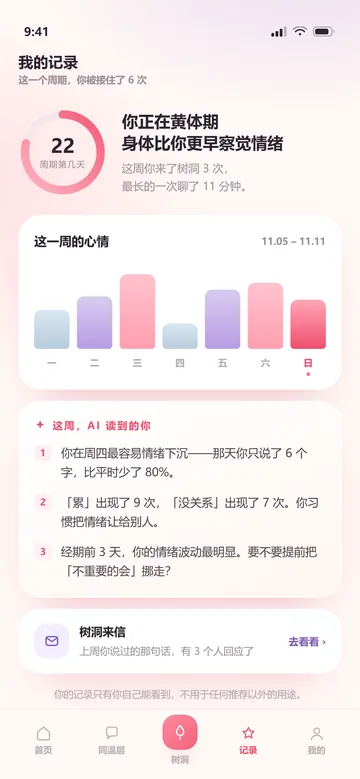 9:41
我的记录
这一个周期，你被接住了 6 次
22
周期第几天
你正在黄体期
身体比你更早察觉情绪
这周你来了树洞 3 次，
最长的一次聊了 11 分钟。
这一周的心情
11.05 – 11.11
一 二 三 四 五 六 日
这周，AI 读到的你
1 你在周四最容易情绪下沉——那天你只说了 6 个
字，比平时少了 80%。
2 「累」出现了 9 次，「没关系」出现了 7 次。你习
惯把情绪让给别人。
3 经期前 3 天，你的情绪波动最明显。要不要提前把
「不重要的会」挪走？
树洞来信
上周你说过的那句话，有 3 个人回应了
去看看 ›
你的记录只有你自己能看到，不用于任何推荐以外的用途。
首页 同温层 树洞 记录 我的